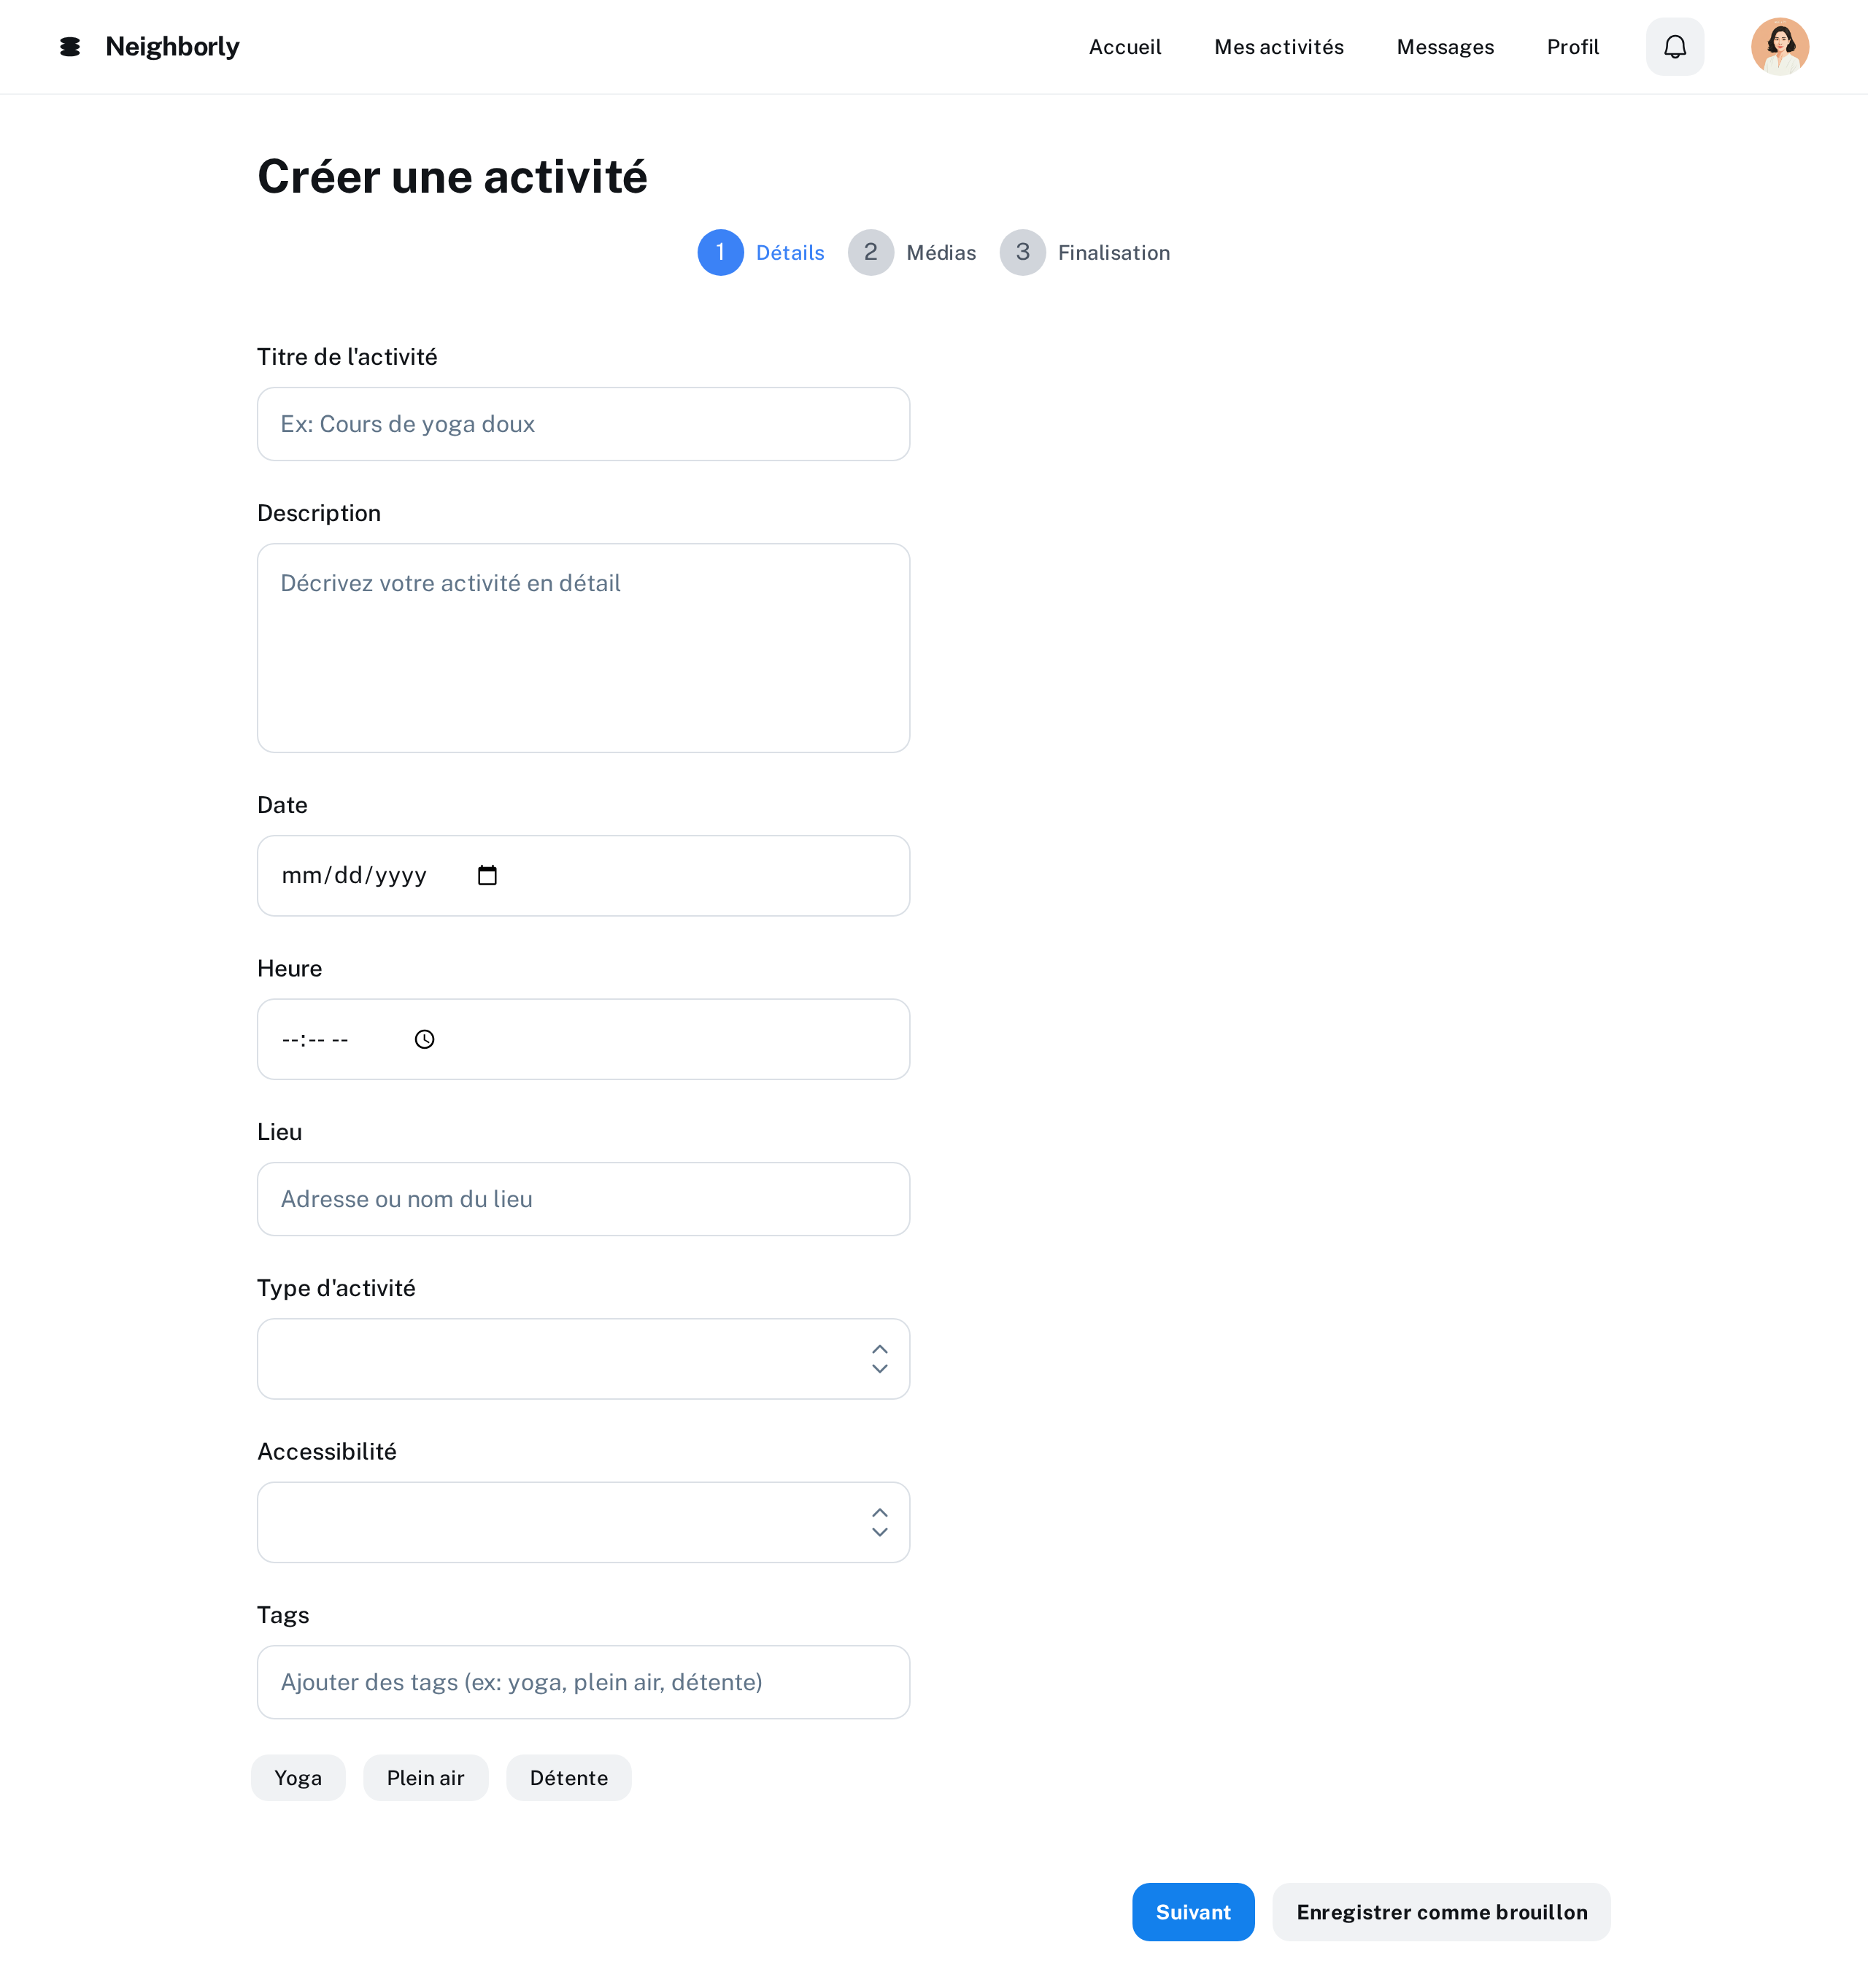 Neighborly
Accueil Mes activités Messages Profil
Créer une activité
1 Détails 2 Médias 3 Finalisation
Titre de l'activité
Ex: Cours de yoga doux
Description
Décrivez votre activité en détail
Date
mm/dd/yyyy
Heure
--:-- --
Lieu
Adresse ou nom du lieu
Type d'activité
Accessibilité
Tags
Ajouter des tags (ex: yoga, plein air, détente)
Yoga Plein air Détente
Suivant Enregistrer comme brouillon